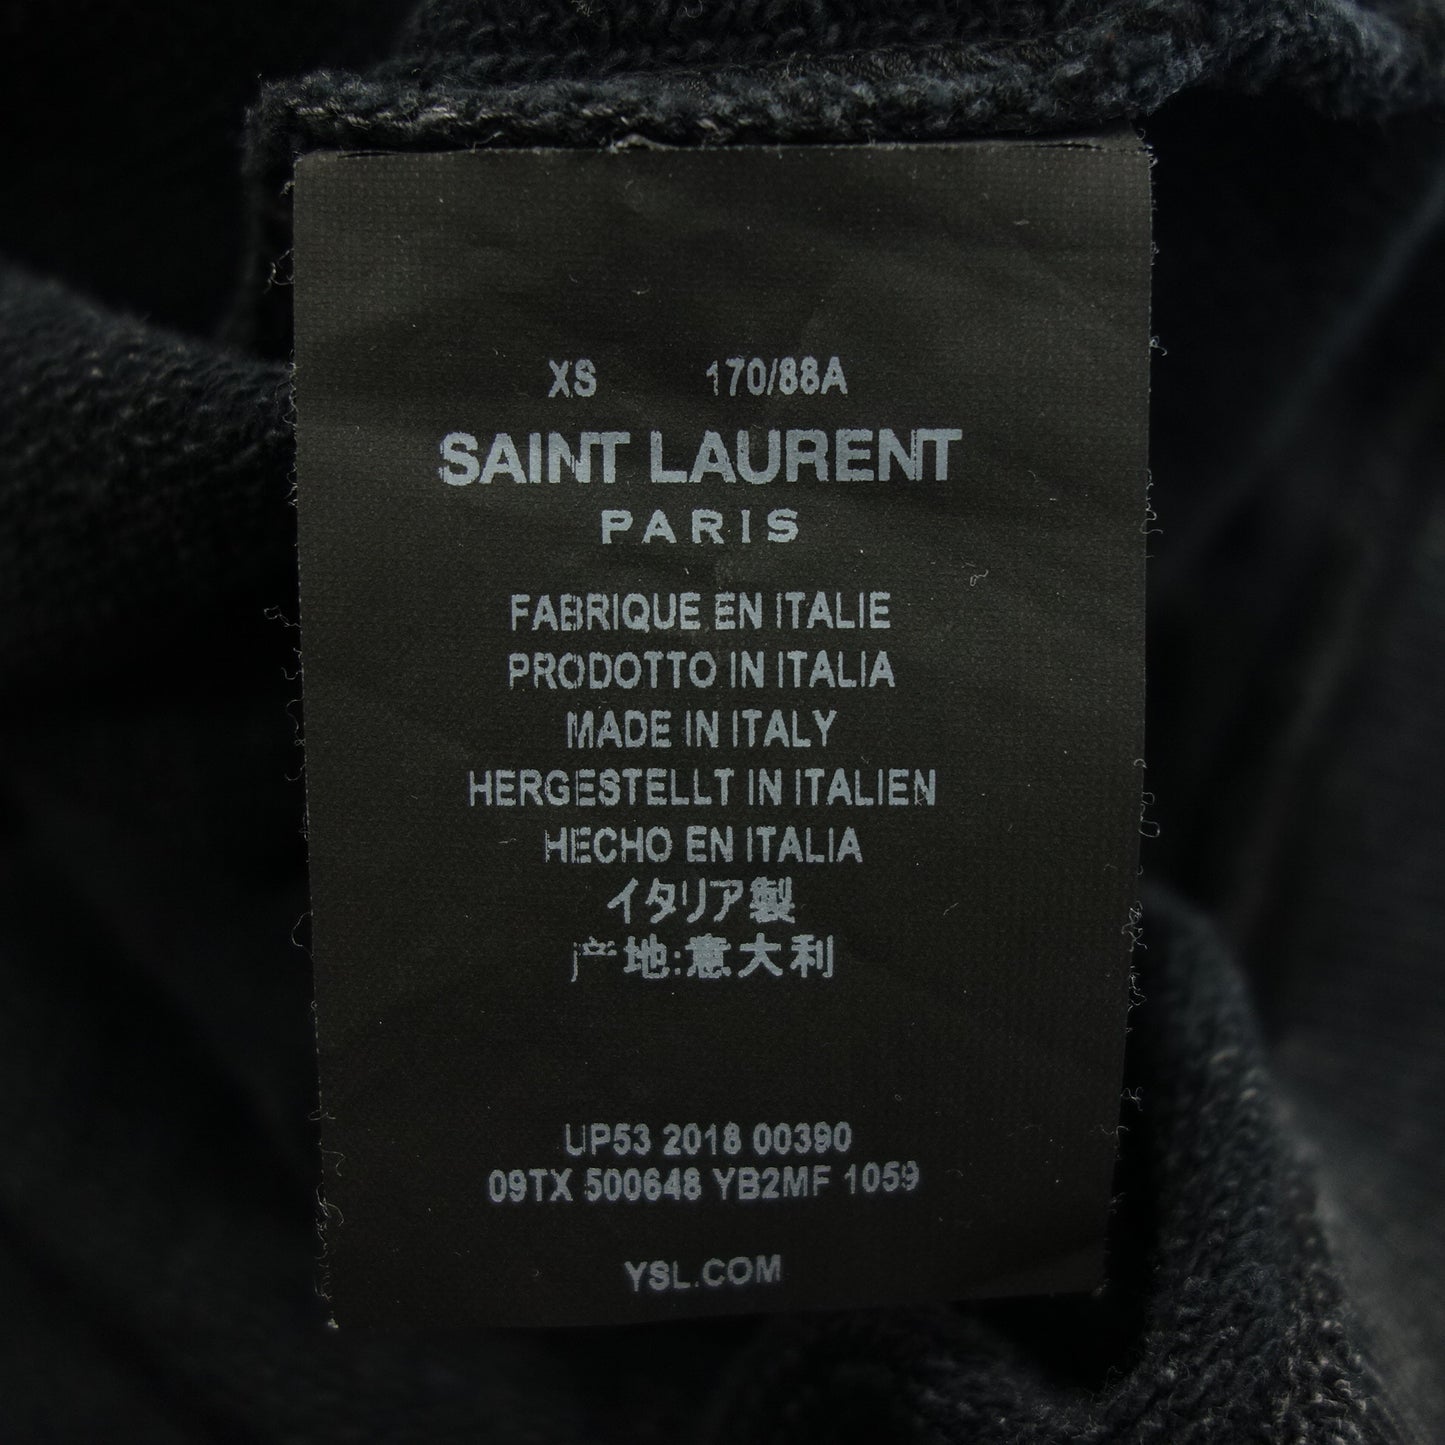 XS 170/88A
SAINT LAURENT
PARIS
FABRIQUE EN ITALIE
PRODOTTO IN ITALIA
MADE IN ITALY
HERGESTELLT IN ITALIEN
HECHO EN ITALIA
イタリア製
产地:意大利
UP53 2018 00390
09TX 500648 YB2MF 1059
YSL.COM